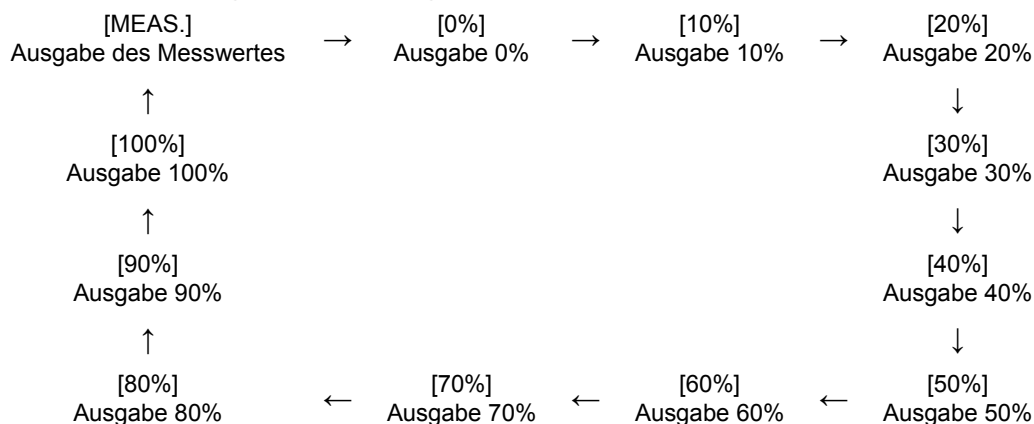 [MEAS.]
Ausgabe des Messwertes
→
[0%]
Ausgabe 0%
→
[10%]
Ausgabe 10%
→
[20%]
Ausgabe 20%
↑
↓
[100%]
Ausgabe 100%
[30%]
Ausgabe 30%
↑
↓
[90%]
Ausgabe 90%
[40%]
Ausgabe 40%
↑
↓
[80%]
Ausgabe 80%
←
[70%]
Ausgabe 70%
←
[60%]
Ausgabe 60%
←
[50%]
Ausgabe 50%